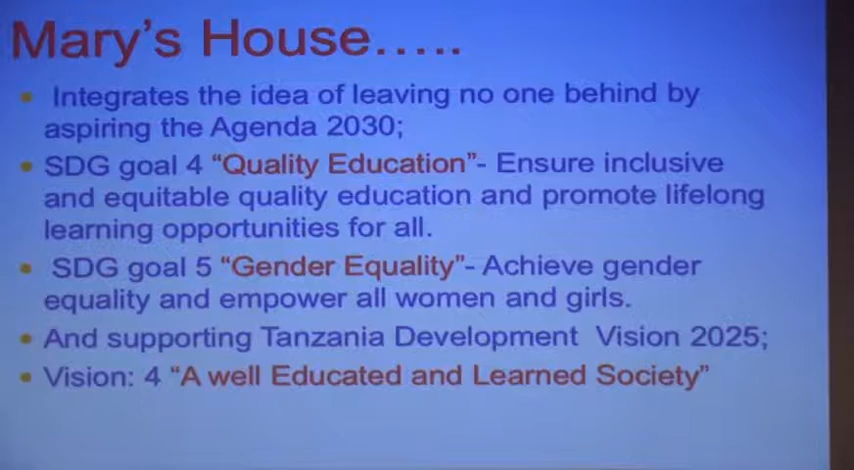 Mary's House.....
• Integrates the idea of leaving no one behind by
aspiring the Agenda 2030;
• SDG goal 4 “Quality Education”- Ensure inclusive
and equitable quality education and promote lifelong
learning opportunities for all.
• SDG goal 5 “Gender Equality”- Achieve gender
equality and empower all women and girls.
• And supporting Tanzania Development Vision 2025;
• Vision: 4 “A well Educated and Learned Society”